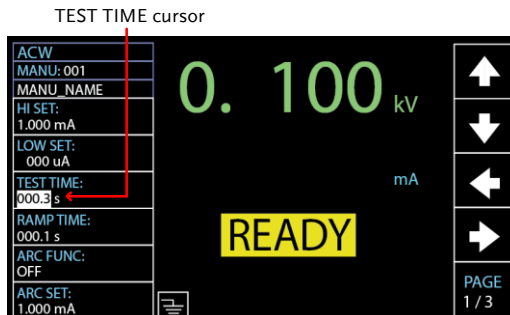 TEST TIME cursor
ACW
MANU: 001
MANU_NAME
HI SET:
1.000 mA
LOW SET:
000 uA
TEST TIME:
000.3 s
RAMP TIME:
000.1 s
ARC FUNC:
OFF
ARC SET:
1.000 mA
0. 100 kV
mA
READY
PAGE
1 / 3